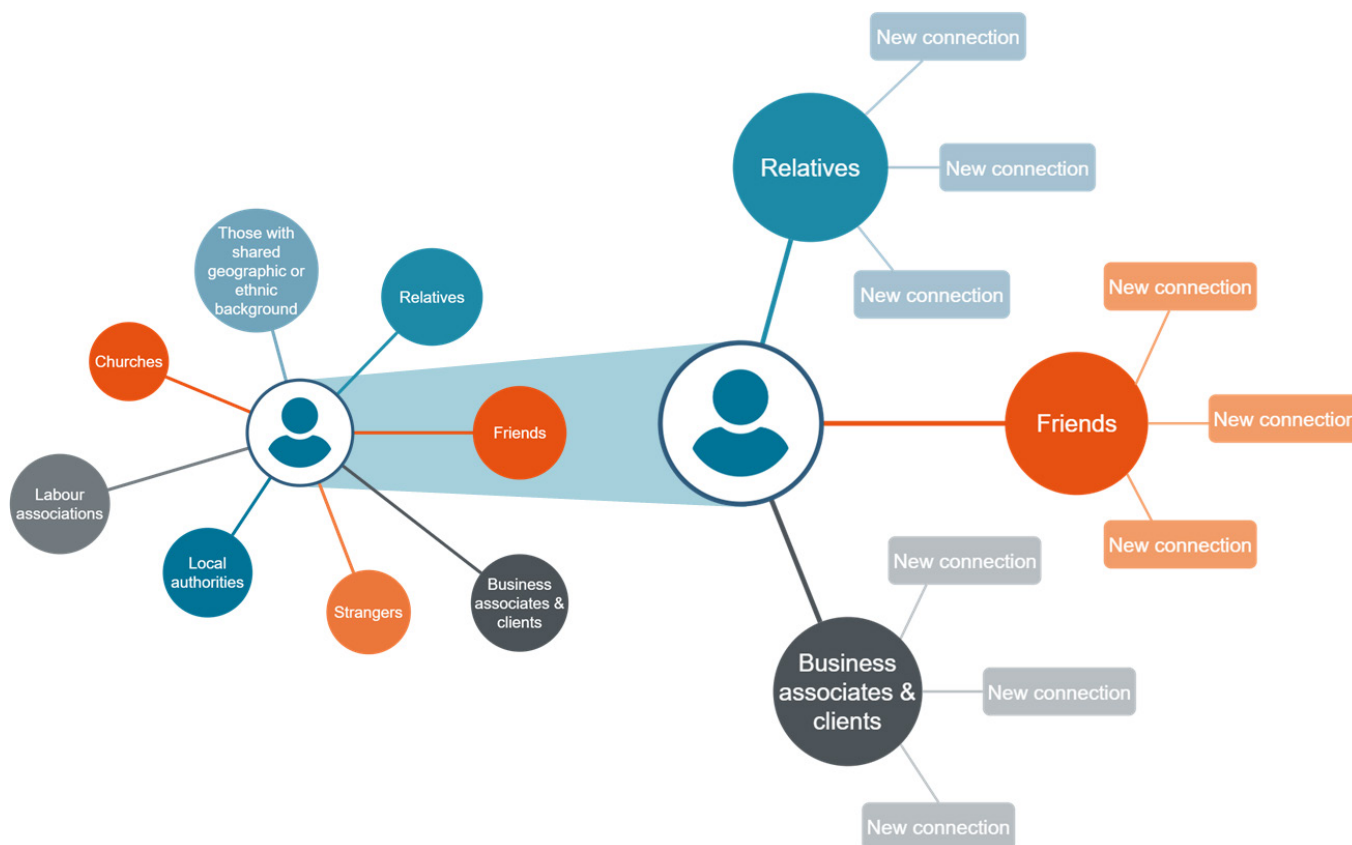 Those with
shared
geographic or
ethnic
background
Relatives
Churches
Friends
Labour
associations
Local
authorities
Strangers
Business
associates &
clients
Relatives
New connection
New connection
New connection
Friends
New connection
New connection
New connection
Business
associates &
clients
New connection
New connection
New connection